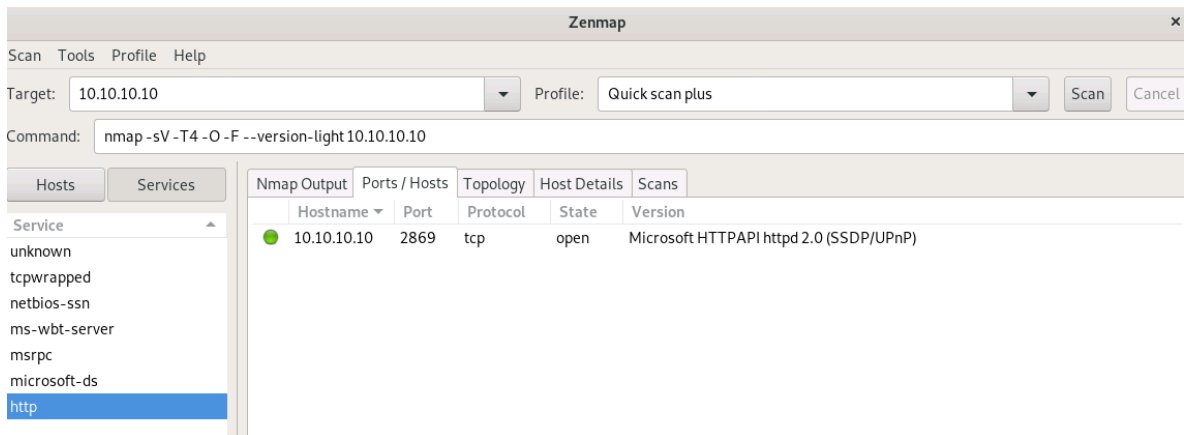 Zenmap ×
Scan Tools Profile Help
Target: 10.10.10.10 Profile: Quick scan plus Scan Cancel
Command: nmap -sV -T4 -O -F --version-light 10.10.10.10
Hosts Services Nmap Output Ports / Hosts Topology Host Details Scans
Hostname Port Protocol State Version
Service
10.10.10.10 2869 tcp open Microsoft HTTPAPI httpd 2.0 (SSDP/UPnP)
unknown
tcpwrapped
netbios-ssn
ms-wbt-server
msrpc
microsoft-ds
http